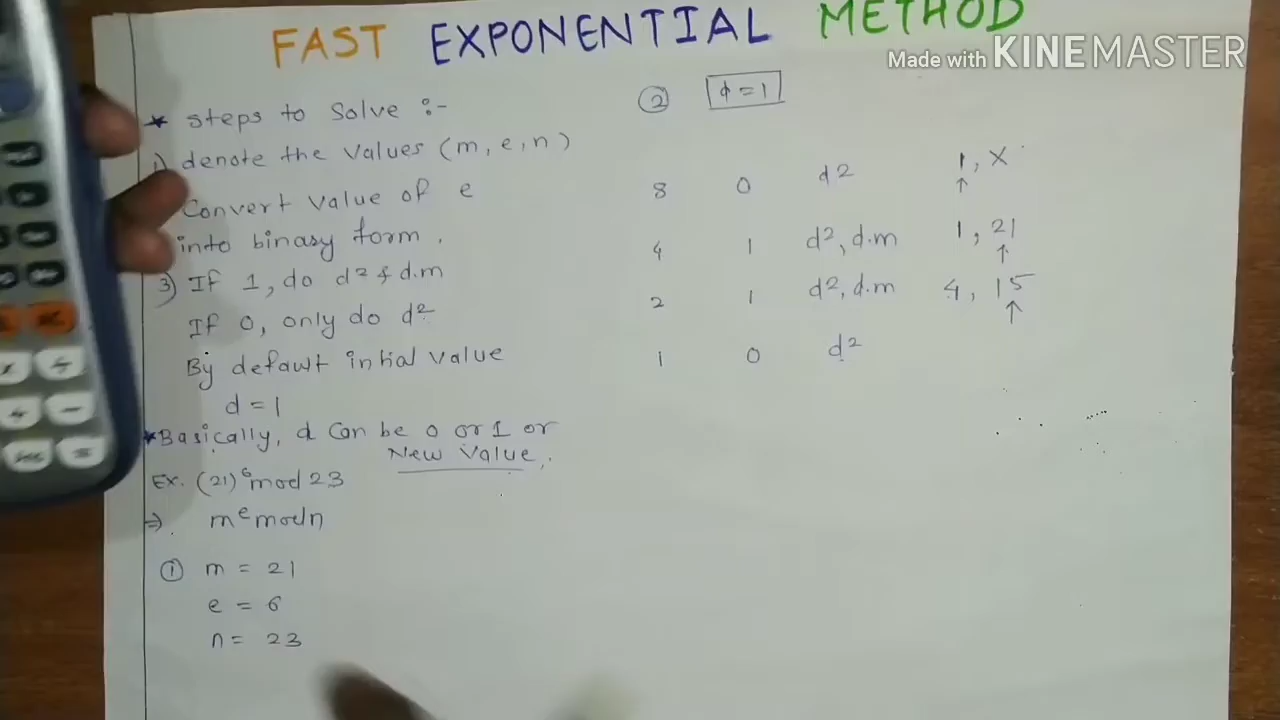 FAST EXPONENTIAL METHOD
Made with KINEMASTER
* steps to Solve :-
1) denote the Values (m, e, n)
Convert Value of e
into binary form.
3) If 1, do d² & d.m
If 0, only do d²
By default intial value
d = 1
* Basically, d Can be 0 or 1 or
New Value.
Ex. (21)⁶ mod 23
⇒. mᵉ mod n
① m = 21
e = 6
n = 23
② d = 1
8 0 d2 1, X
↑
4 1 d², d.m 1, 21
↑
2 1 d², d.m 4, 15
↑
1 0 d²